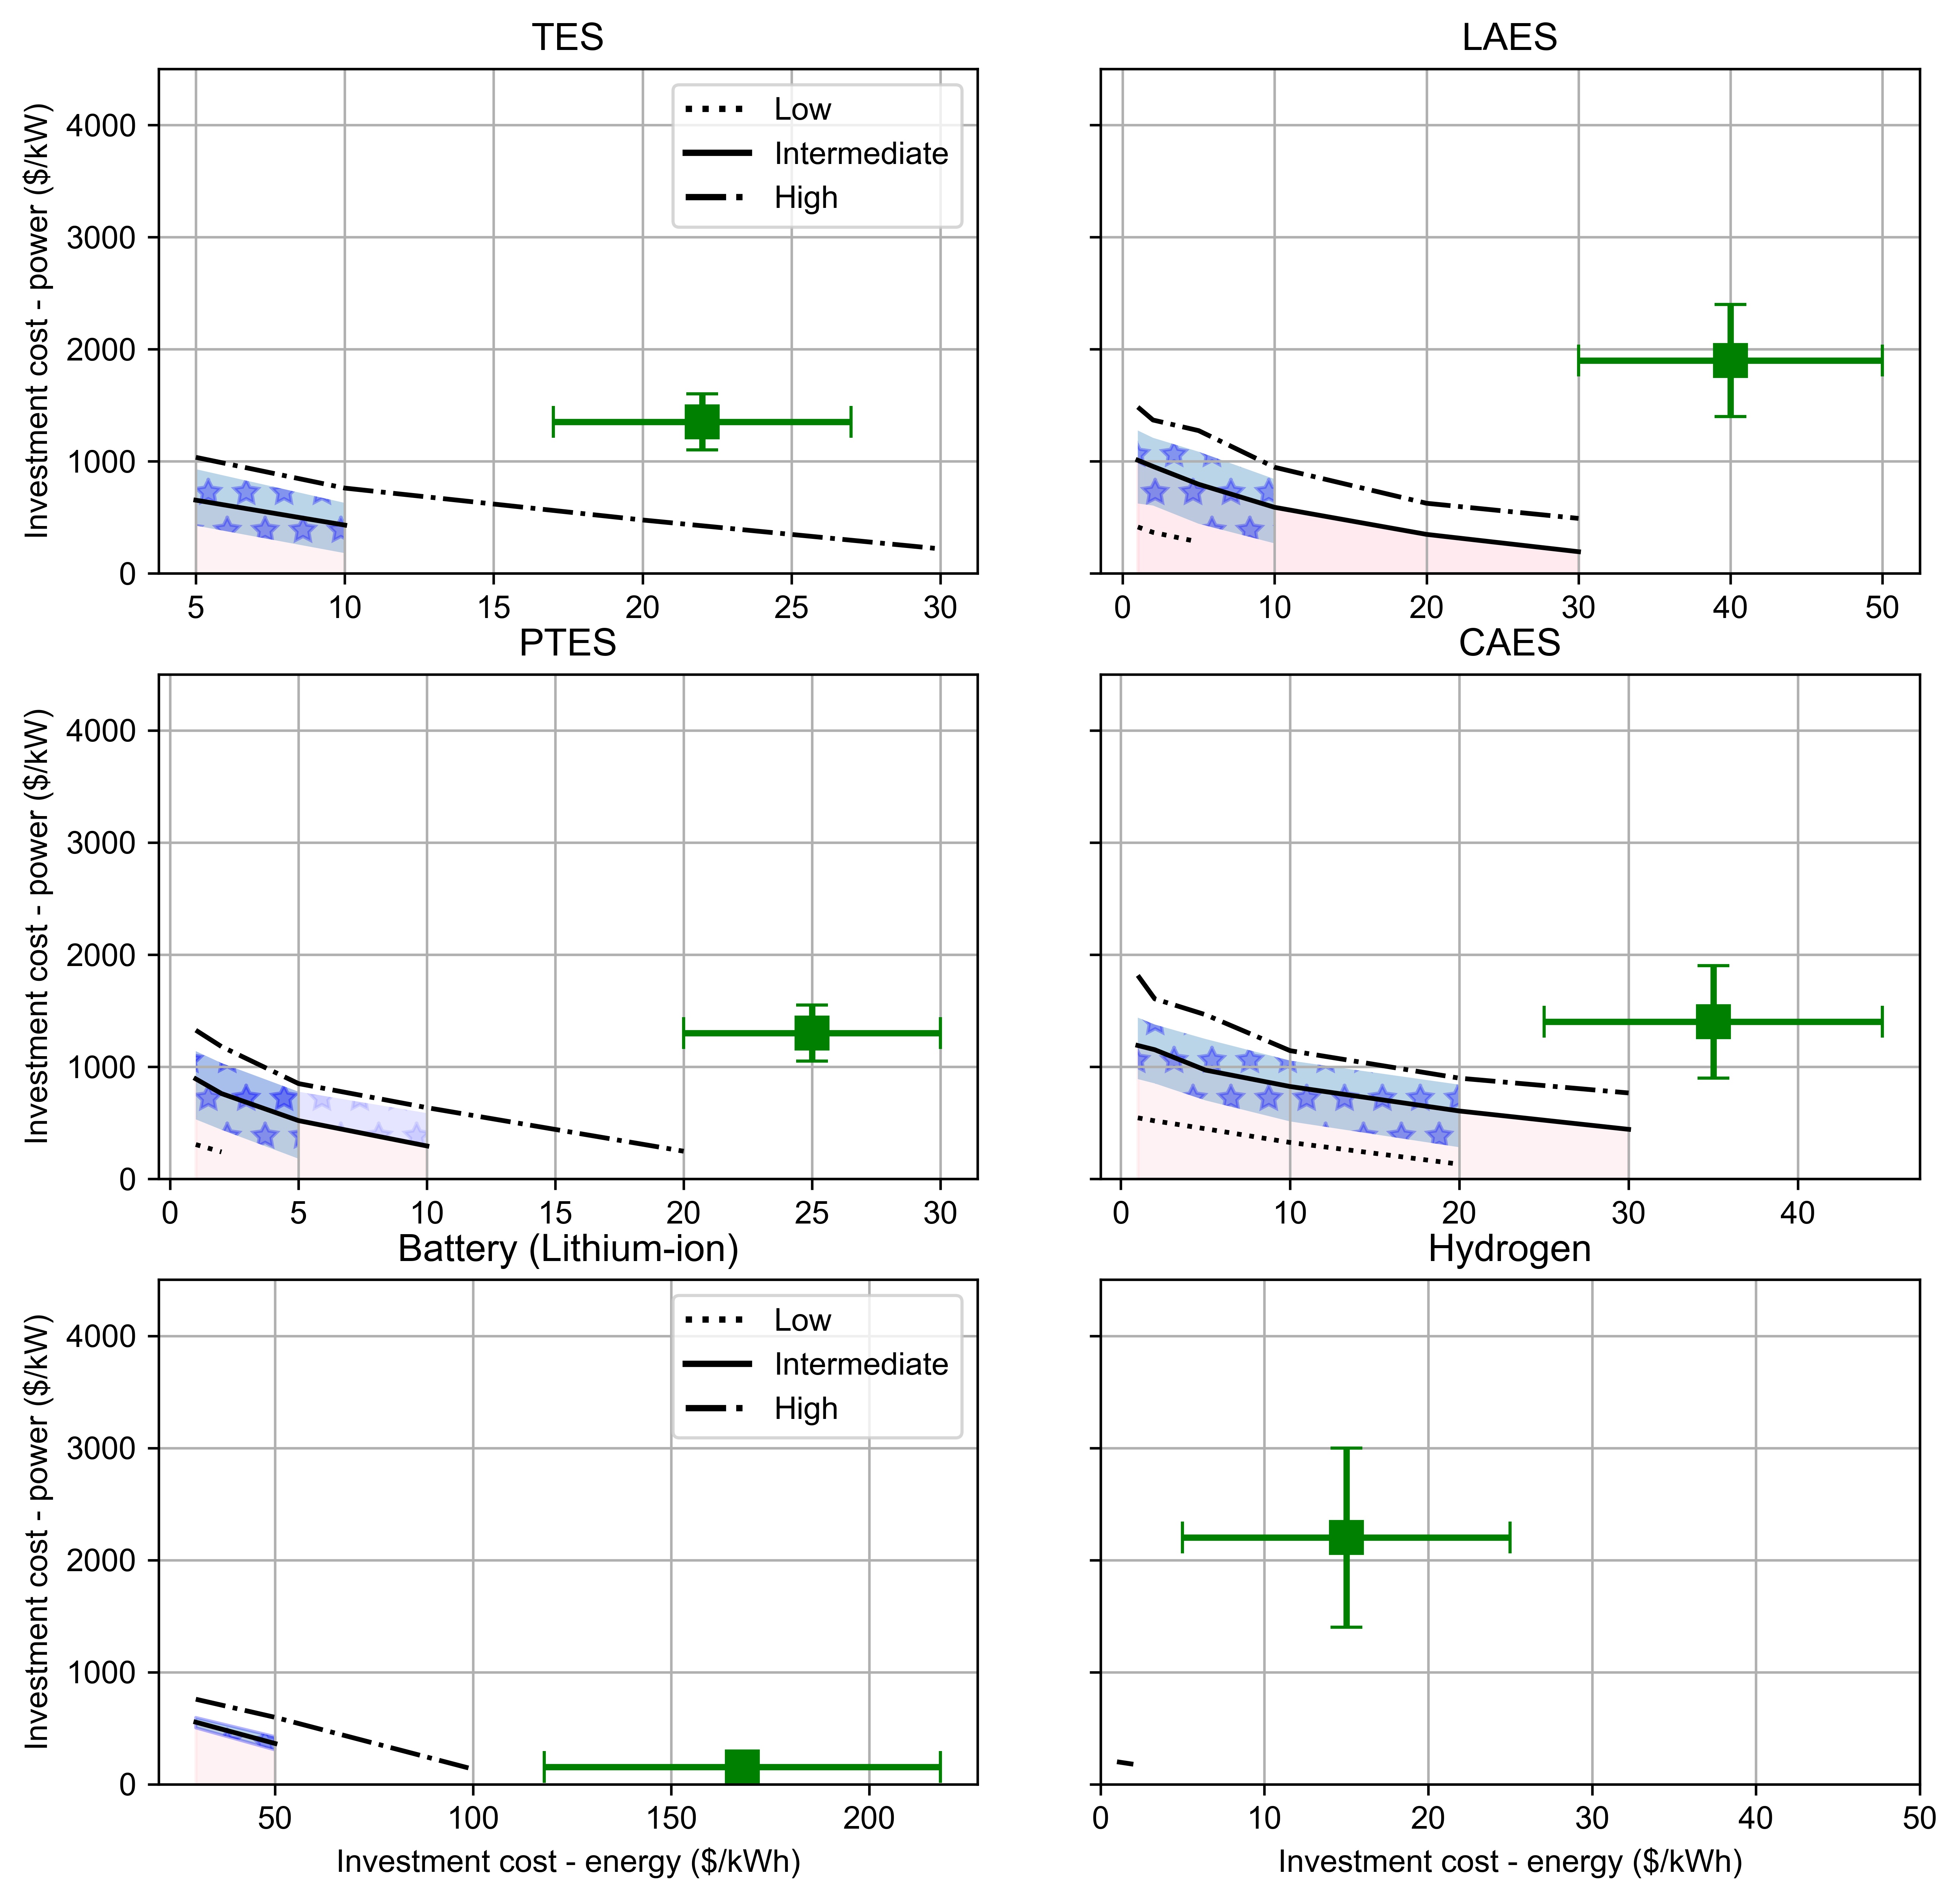 TES
LAES
Investment cost - power ($/kW)
4000
3000
2000
1000
0
Low
Intermediate
High
5 10 15 20 25 30
0 10 20 30 40 50
PTES
CAES
Investment cost - power ($/kW)
4000
3000
2000
1000
0
0 5 10 15 20 25 30
0 10 20 30 40
Battery (Lithium-ion)
Hydrogen
Investment cost - power ($/kW)
4000
3000
2000
1000
0
Low
Intermediate
High
50 100 150 200
0 10 20 30 40 50
Investment cost - energy ($/kWh)
Investment cost - energy ($/kWh)